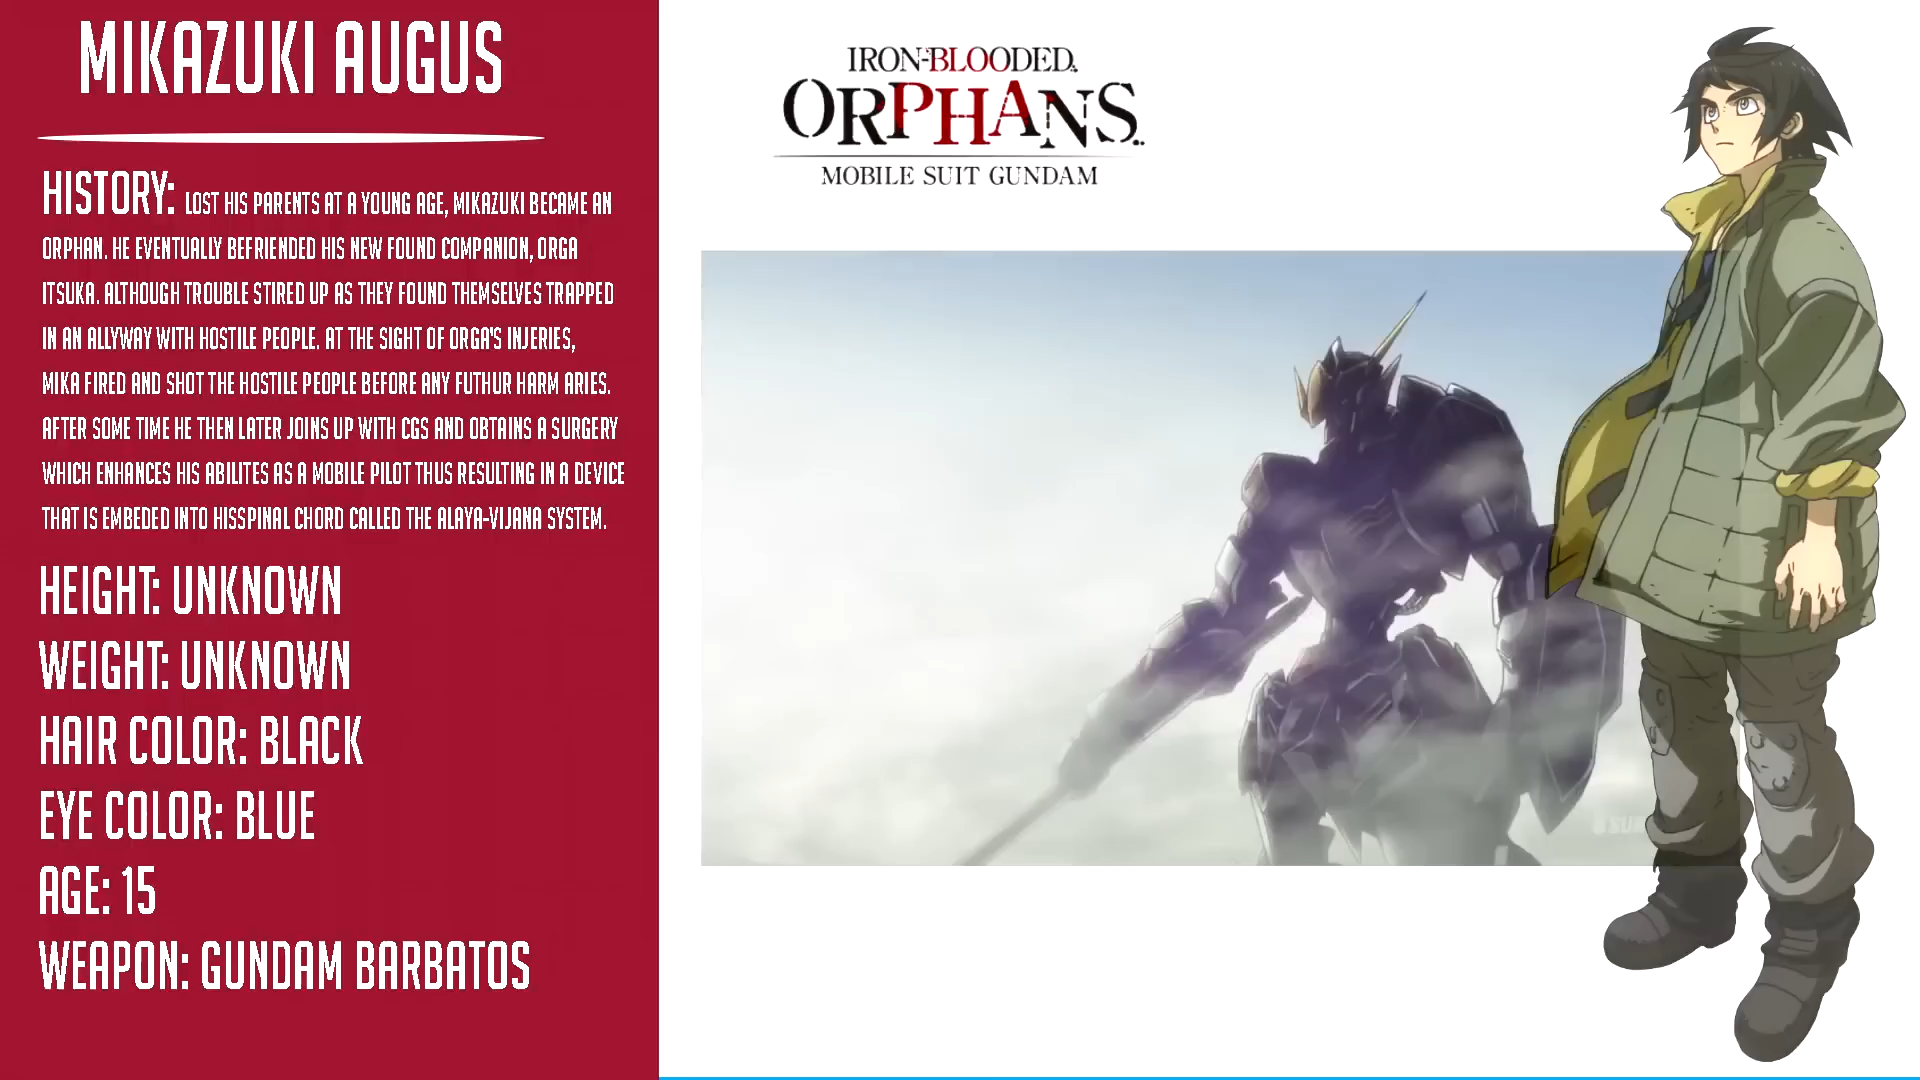 MIKAZUKI AUGUS
HISTORY: LOST HIS PARENTS AT A YOUNG AGE, MIKAZUKI BECAME AN
ORPHAN. HE EVENTUALLY BEFRIENDED HIS NEW FOUND COMPANION, ORGA
ITSUKA. ALTHOUGH TROUBLE STIRED UP AS THEY FOUND THEMSELVES TRAPPED
IN AN ALLYWAY WITH HOSTILE PEOPLE. AT THE SIGHT OF ORGA'S INJERIES,
MIKA FIRED AND SHOT THE HOSTILE PEOPLE BEFORE ANY FUTHUR HARM ARIES.
AFTER SOME TIME HE THEN LATER JOINS UP WITH CGS AND OBTAINS A SURGERY
WHICH ENHANCES HIS ABILITES AS A MOBILE PILOT THUS RESULTING IN A DEVICE
THAT IS EMBEDED INTO HISSPINAL CHORD CALLED THE ALAYA-VIJANA SYSTEM.
HEIGHT: UNKNOWN
WEIGHT: UNKNOWN
HAIR COLOR: BLACK
EYE COLOR: BLUE
AGE: 15
WEAPON: GUNDAM BARBATOS
IRON-BLOODED
ORPHANS
MOBILE SUIT GUNDAM